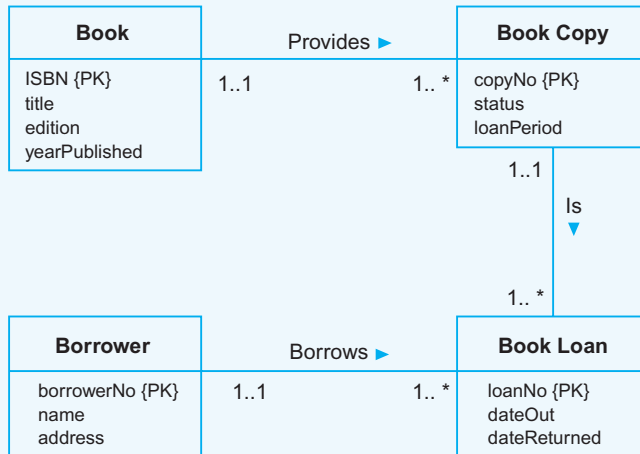 Book
ISBN {PK}
title
edition
yearPublished
Provides ►
1..1
1.. *
Book Copy
copyNo {PK}
status
loanPeriod
1..1
Is
▼
1.. *
Borrower
borrowerNo {PK}
name
address
Borrows ►
1..1
1.. *
Book Loan
loanNo {PK}
dateOut
dateReturned